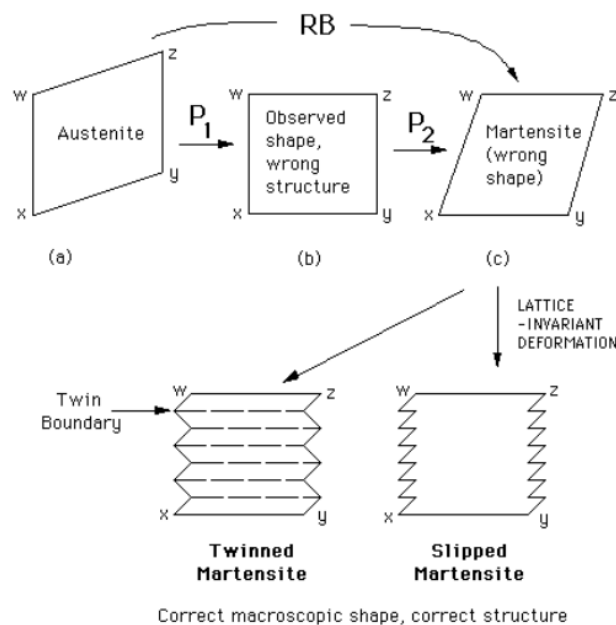 RB
w
z
Austenite
y
x
P1
w
z
Observed
shape,
wrong
structure
x
y
P2
w
z
Martensite
(wrong
shape)
x
y
(a)
(b)
(c)
LATTICE
-INVARIANT
DEFORMATION
Twin
Boundary
w
z
x
y
w
z
x
y
Twinned
Martensite
Slipped
Martensite
Correct macroscopic shape, correct structure